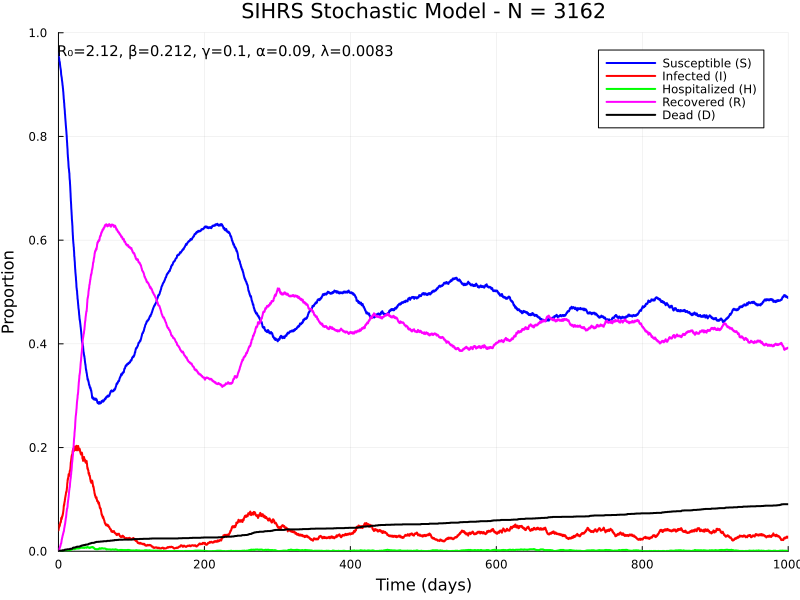 SIHRS Stochastic Model - N = 3162
R₀=2.12, β=0.212, γ=0.1, α=0.09, λ=0.0083
Susceptible (S)
Infected (I)
Hospitalized (H)
Recovered (R)
Dead (D)
Proportion
1.0
0.8
0.6
0.4
0.2
0.0
0 200 400 600 800 1000
Time (days)